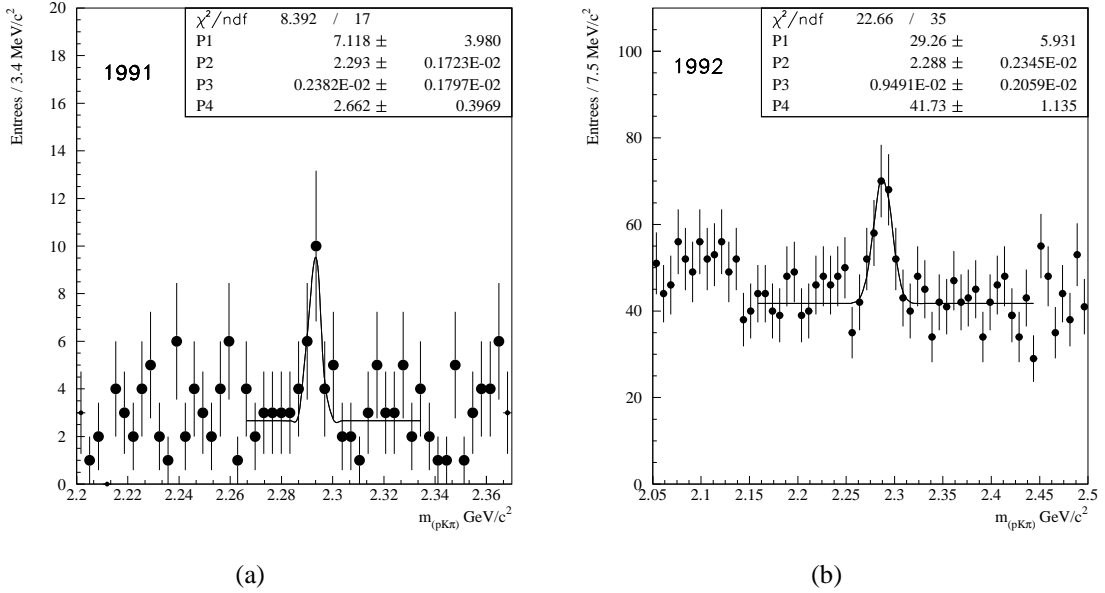 χ²/ndf 8.392 / 17
P1 7.118 ± 3.980
P2 2.293 ± 0.1723E-02
P3 0.2382E-02 ± 0.1797E-02
P4 2.662 ± 0.3969
1991
Entrees / 3.4 MeV/c²
20
18
16
14
12
10
8
6
4
2
0
2.2 2.22 2.24 2.26 2.28 2.3 2.32 2.34 2.36
m(pKπ) GeV/c²
(a)
χ²/ndf 22.66 / 35
P1 29.26 ± 5.931
P2 2.288 ± 0.2345E-02
P3 0.9491E-02 ± 0.2059E-02
P4 41.73 ± 1.135
1992
Entrees / 7.5 MeV/c²
100
80
60
40
20
0
2.05 2.1 2.15 2.2 2.25 2.3 2.35 2.4 2.45 2.5
m(pKπ) GeV/c²
(b)